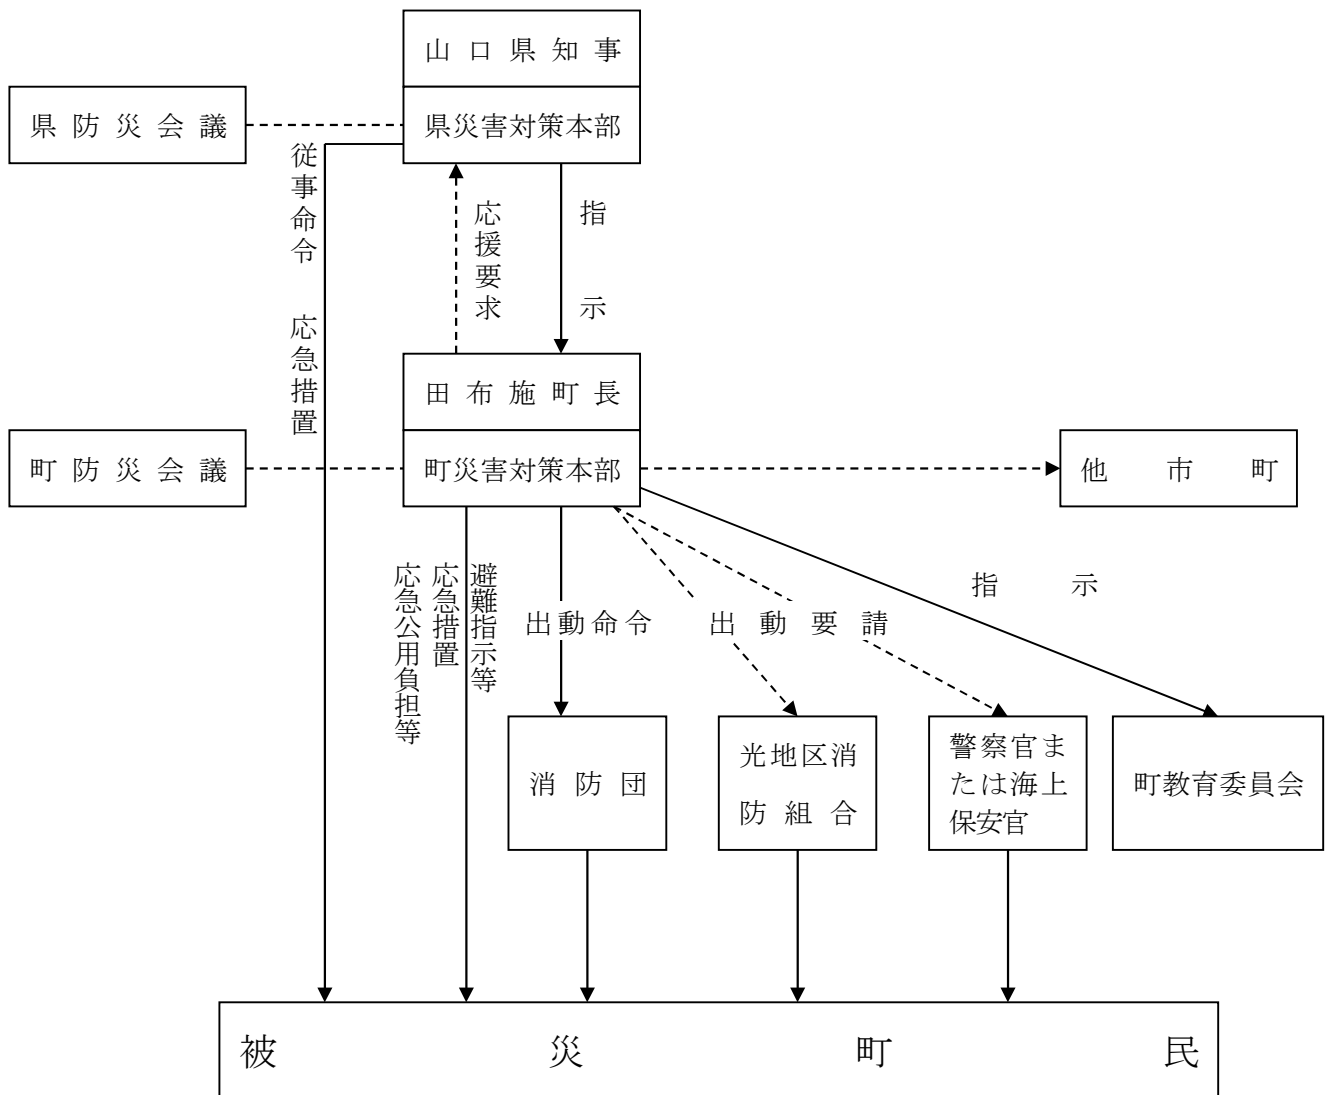 山口県知事
県防災会議
県災害対策本部
従事命令
応急措置
応援要求
指示
田布施町長
町防災会議
町災害対策本部
他市町
避難指示等
応急措置
応急公用負担等
出動命令
出動要請
指示
消防団
光地区消
防組合
警察官ま
たは海上
保安官
町教育委員会
被災町民